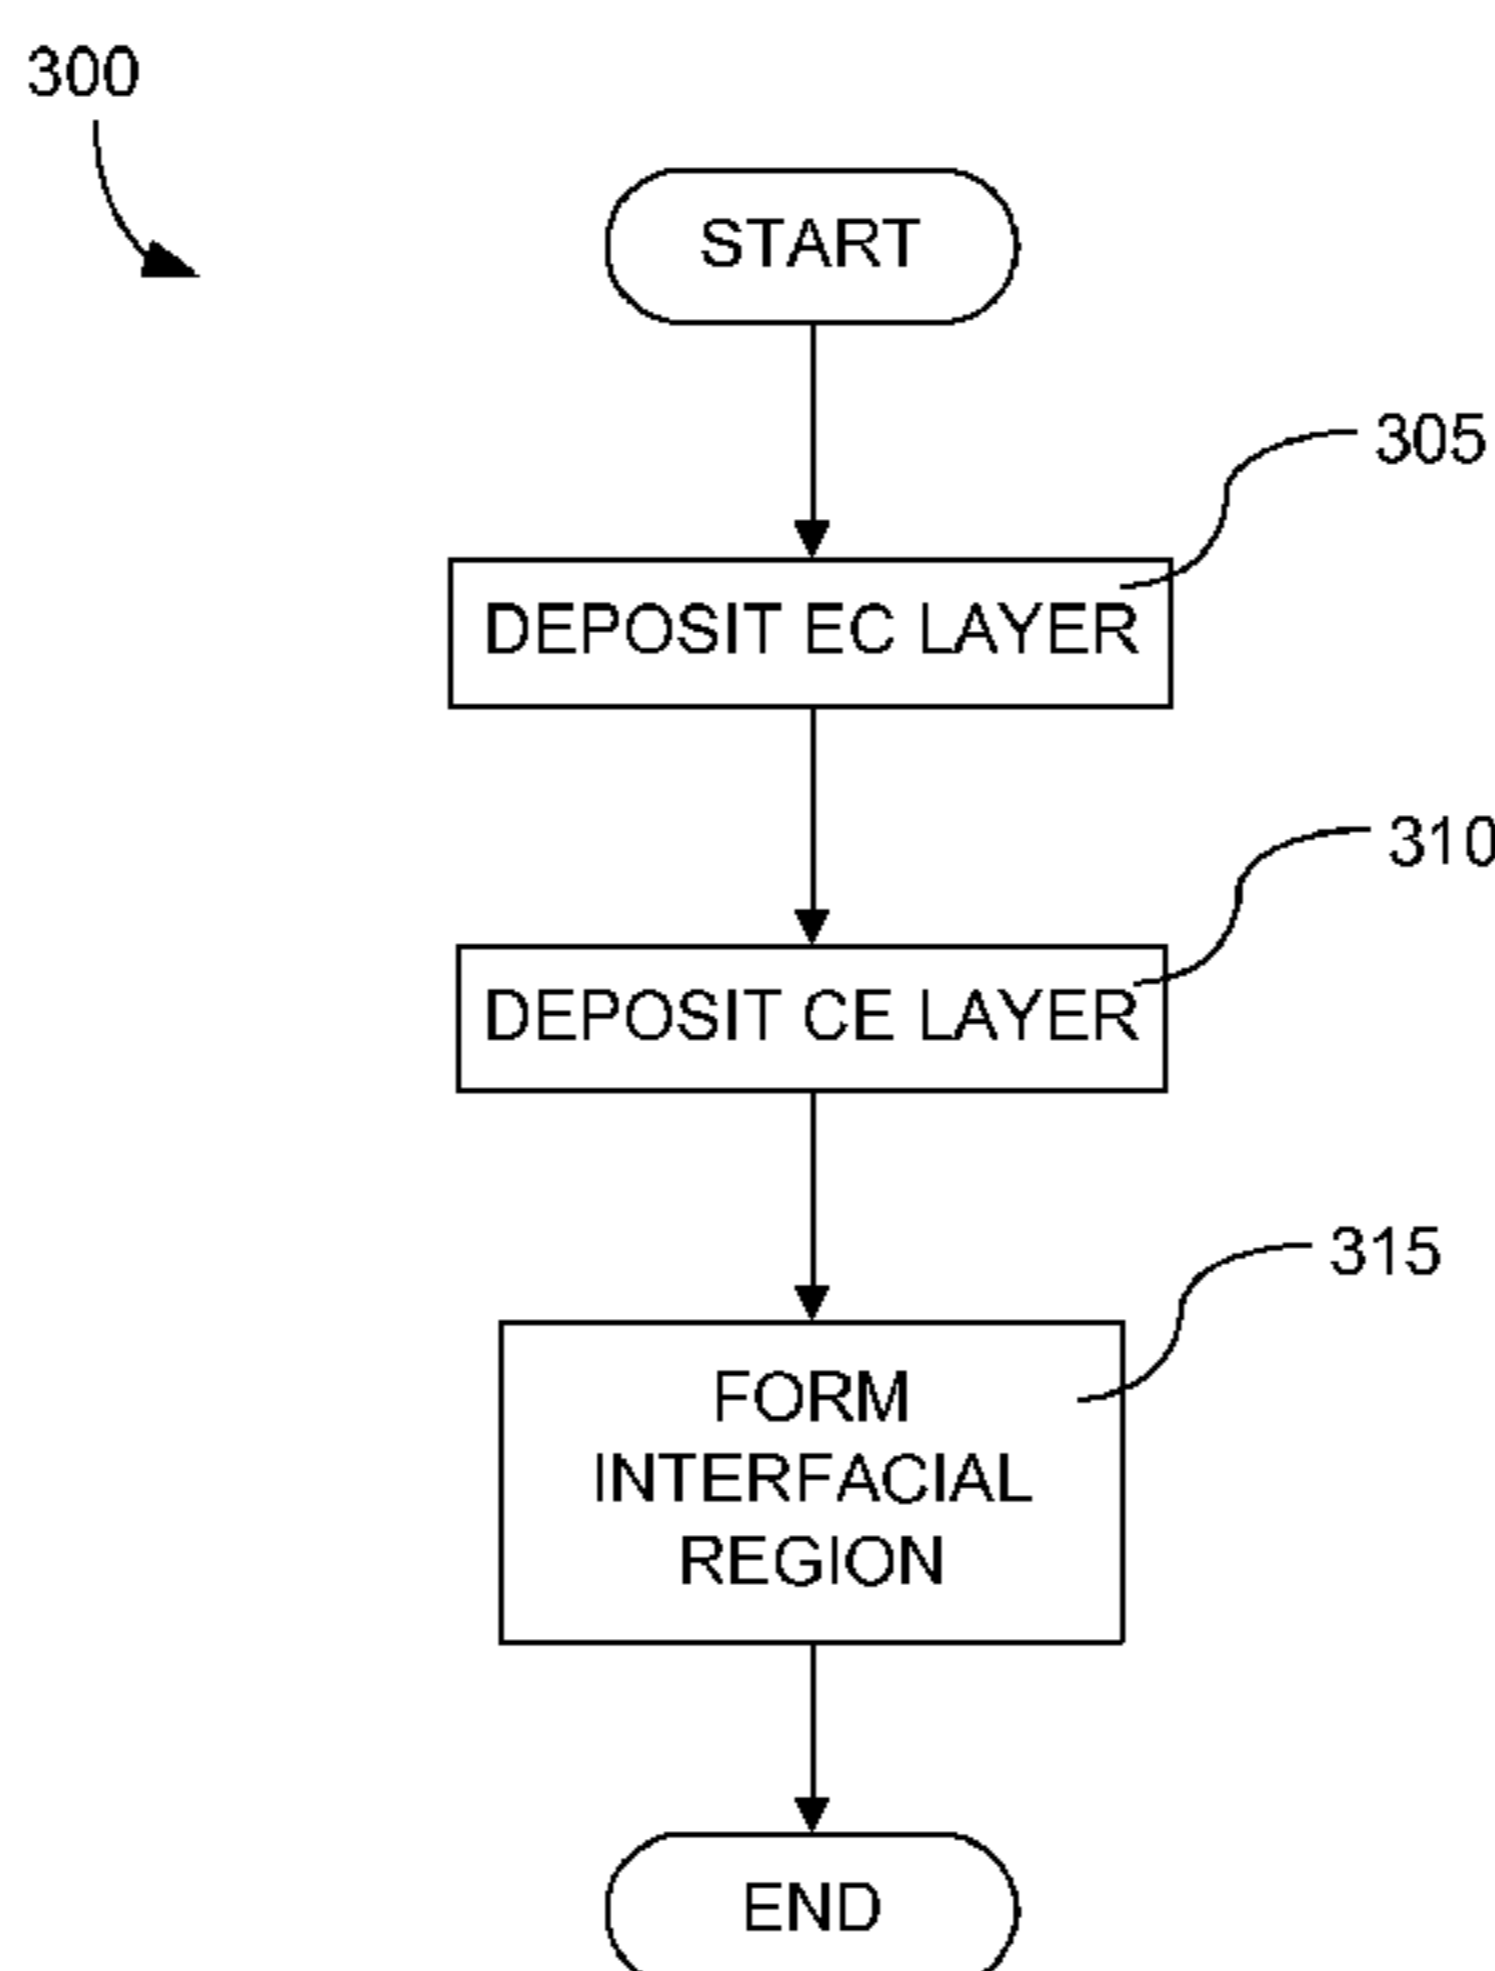 300
START
305
DEPOSIT EC LAYER
310
DEPOSIT CE LAYER
315
FORM
INTERFACIAL
REGION
END